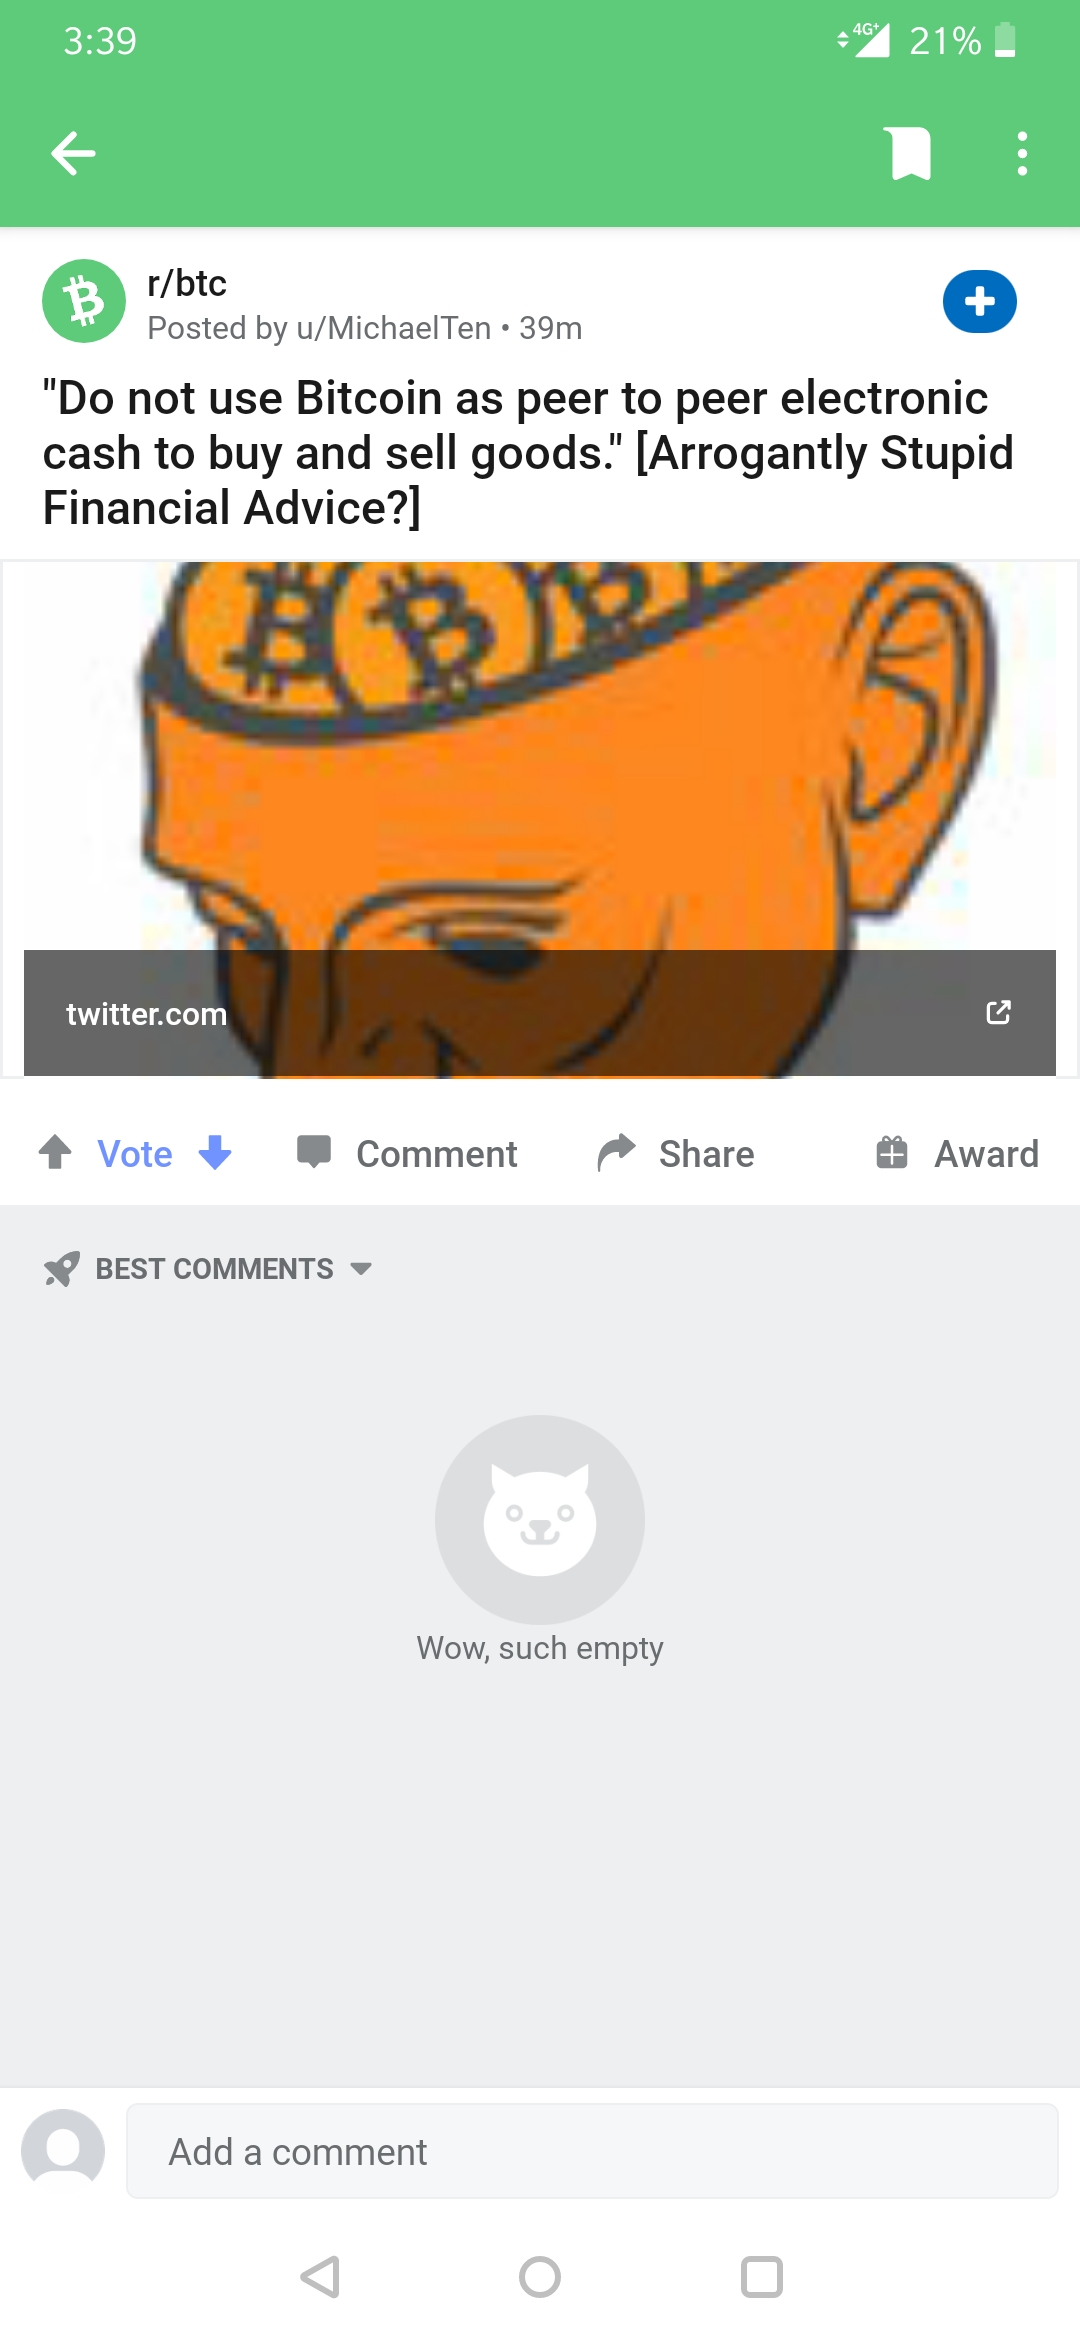 3:39
4G+
21%
r/btc
Posted by u/MichaelTen • 39m
"Do not use Bitcoin as peer to peer electronic
cash to buy and sell goods." [Arrogantly Stupid
Financial Advice?]
twitter.com
Vote
Comment
Share
Award
BEST COMMENTS
Wow, such empty
Add a comment